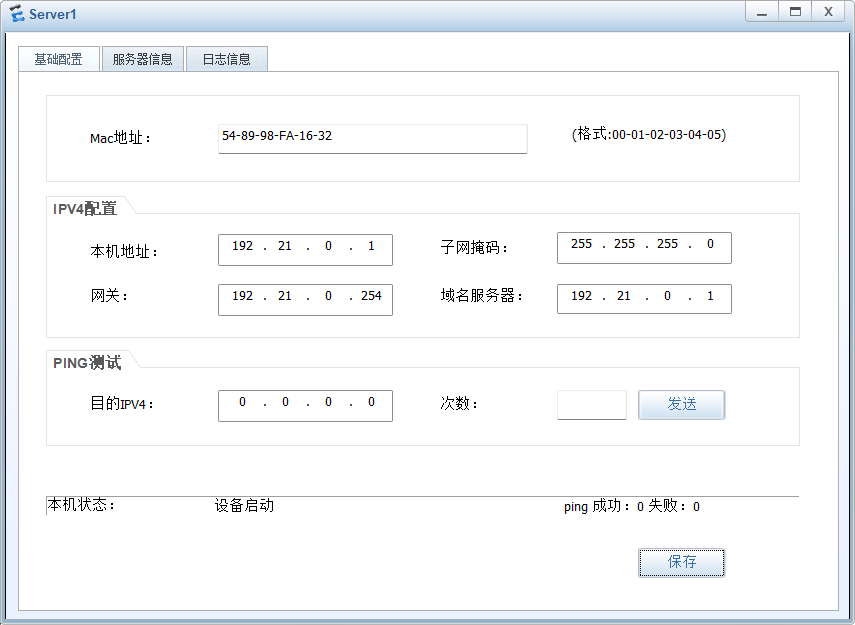 Server1
基础配置 服务器信息 日志信息
Mac地址： 54-89-98-FA-16-32 (格式:00-01-02-03-04-05)
IPV4配置
本机地址： 192 . 21 . 0 . 1 子网掩码： 255 . 255 . 255 . 0
网关： 192 . 21 . 0 . 254 域名服务器： 192 . 21 . 0 . 1
PING测试
目的IPV4： 0 . 0 . 0 . 0 次数： 发送
本机状态： 设备启动 ping 成功：0 失败：0
保存